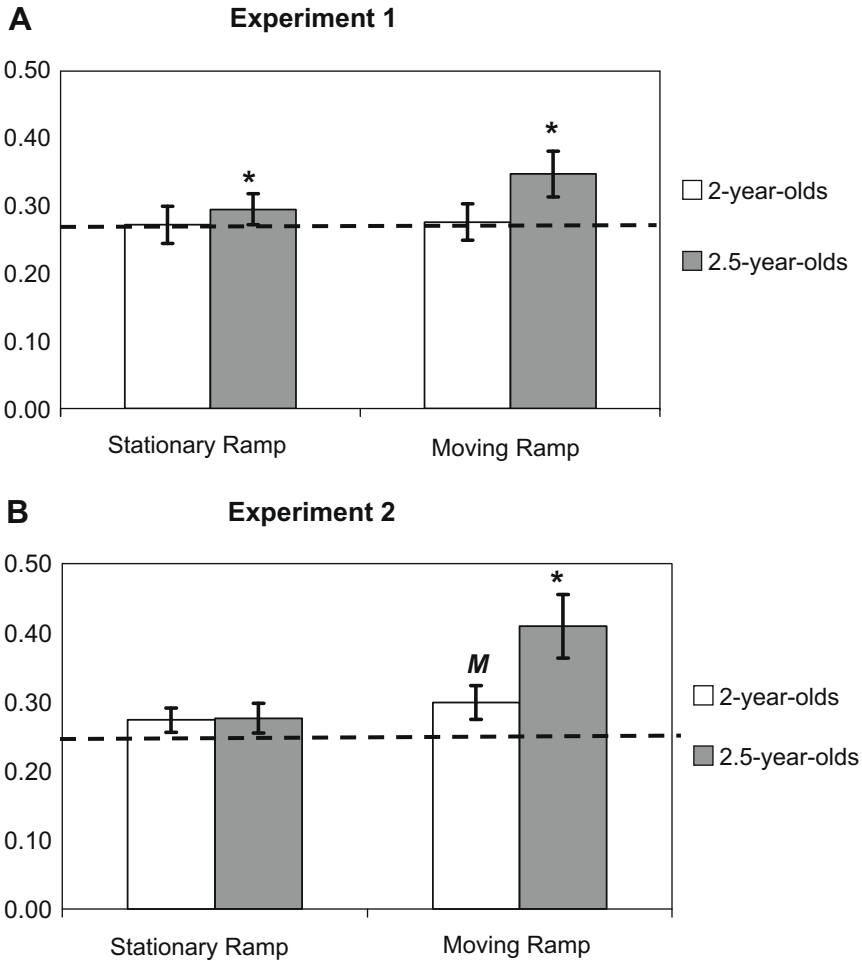 A
Experiment 1
0.50
0.40
0.30
0.20
0.10
0.00
*
*
Stationary Ramp
Moving Ramp
2-year-olds
2.5-year-olds
B
Experiment 2
0.50
0.40
0.30
0.20
0.10
0.00
M
*
Stationary Ramp
Moving Ramp
2-year-olds
2.5-year-olds